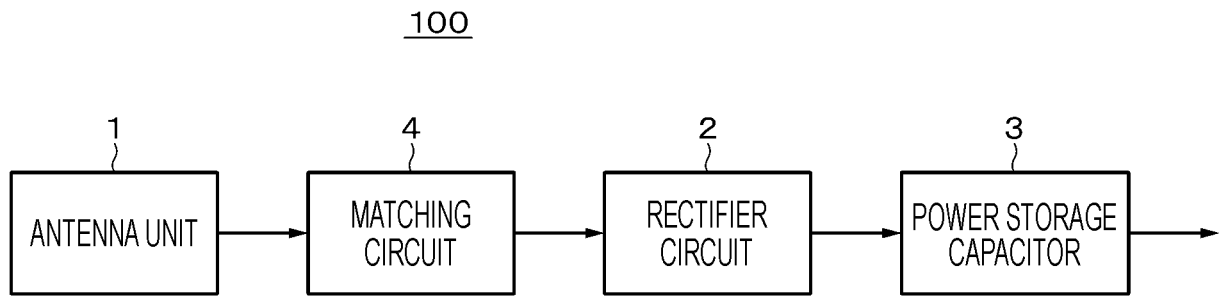 100
1
4
2
3
ANTENNA UNIT
MATCHING
CIRCUIT
RECTIFIER
CIRCUIT
POWER STORAGE
CAPACITOR